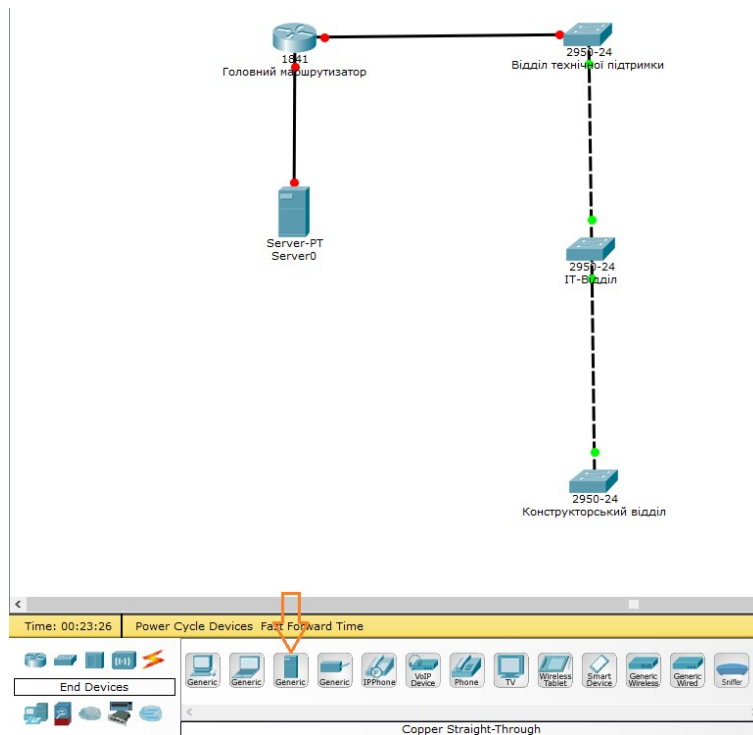 1841
Головний маршрутизатор
2950-24
Відділ технічної підтримки
Server-PT
Server0
2950-24
ІТ-Відділ
2950-24
Конструкторський відділ
Time: 00:23:26 Power Cycle Devices Fast Forward Time
Generic Generic Generic Generic IPPhone VoIP Device Phone TV Wireless Tablet Smart Device Generic Wireless Generic Wired Sniffer
End Devices
Copper Straight-Through